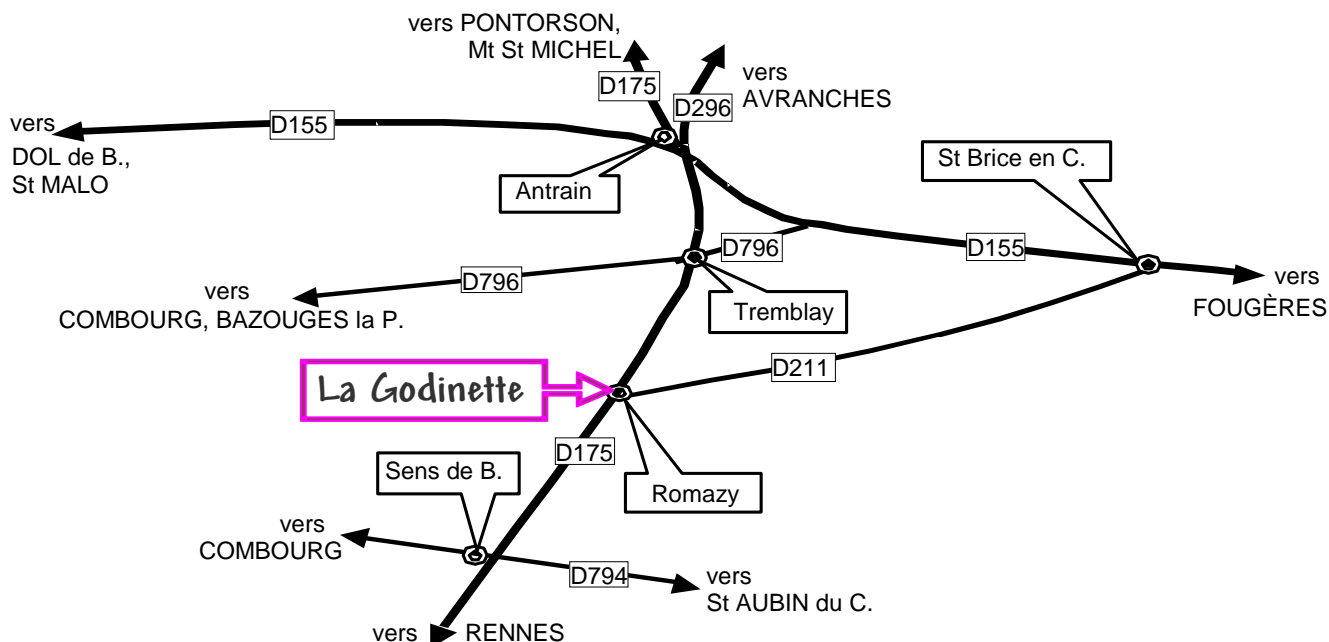 vers PONTORSON,
Mt St MICHEL
D175
vers
AVRANCHES
D296
vers
D155
DOL de B.,
St MALO
Antrain
St Brice en C.
D796
D155
vers
FOUGÈRES
D796
vers
COMBOURG, BAZOUGES la P.
Tremblay
D211
La Godinette
D175
Sens de B.
Romazy
vers
COMBOURG
D794
vers
St AUBIN du C.
vers RENNES